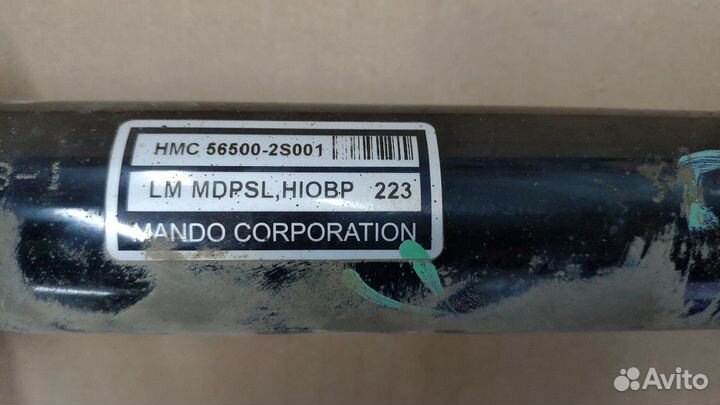 HMC 56500-2S001
LM MDPSL,HIOBP 223
MANDO CORPORATION
Avito